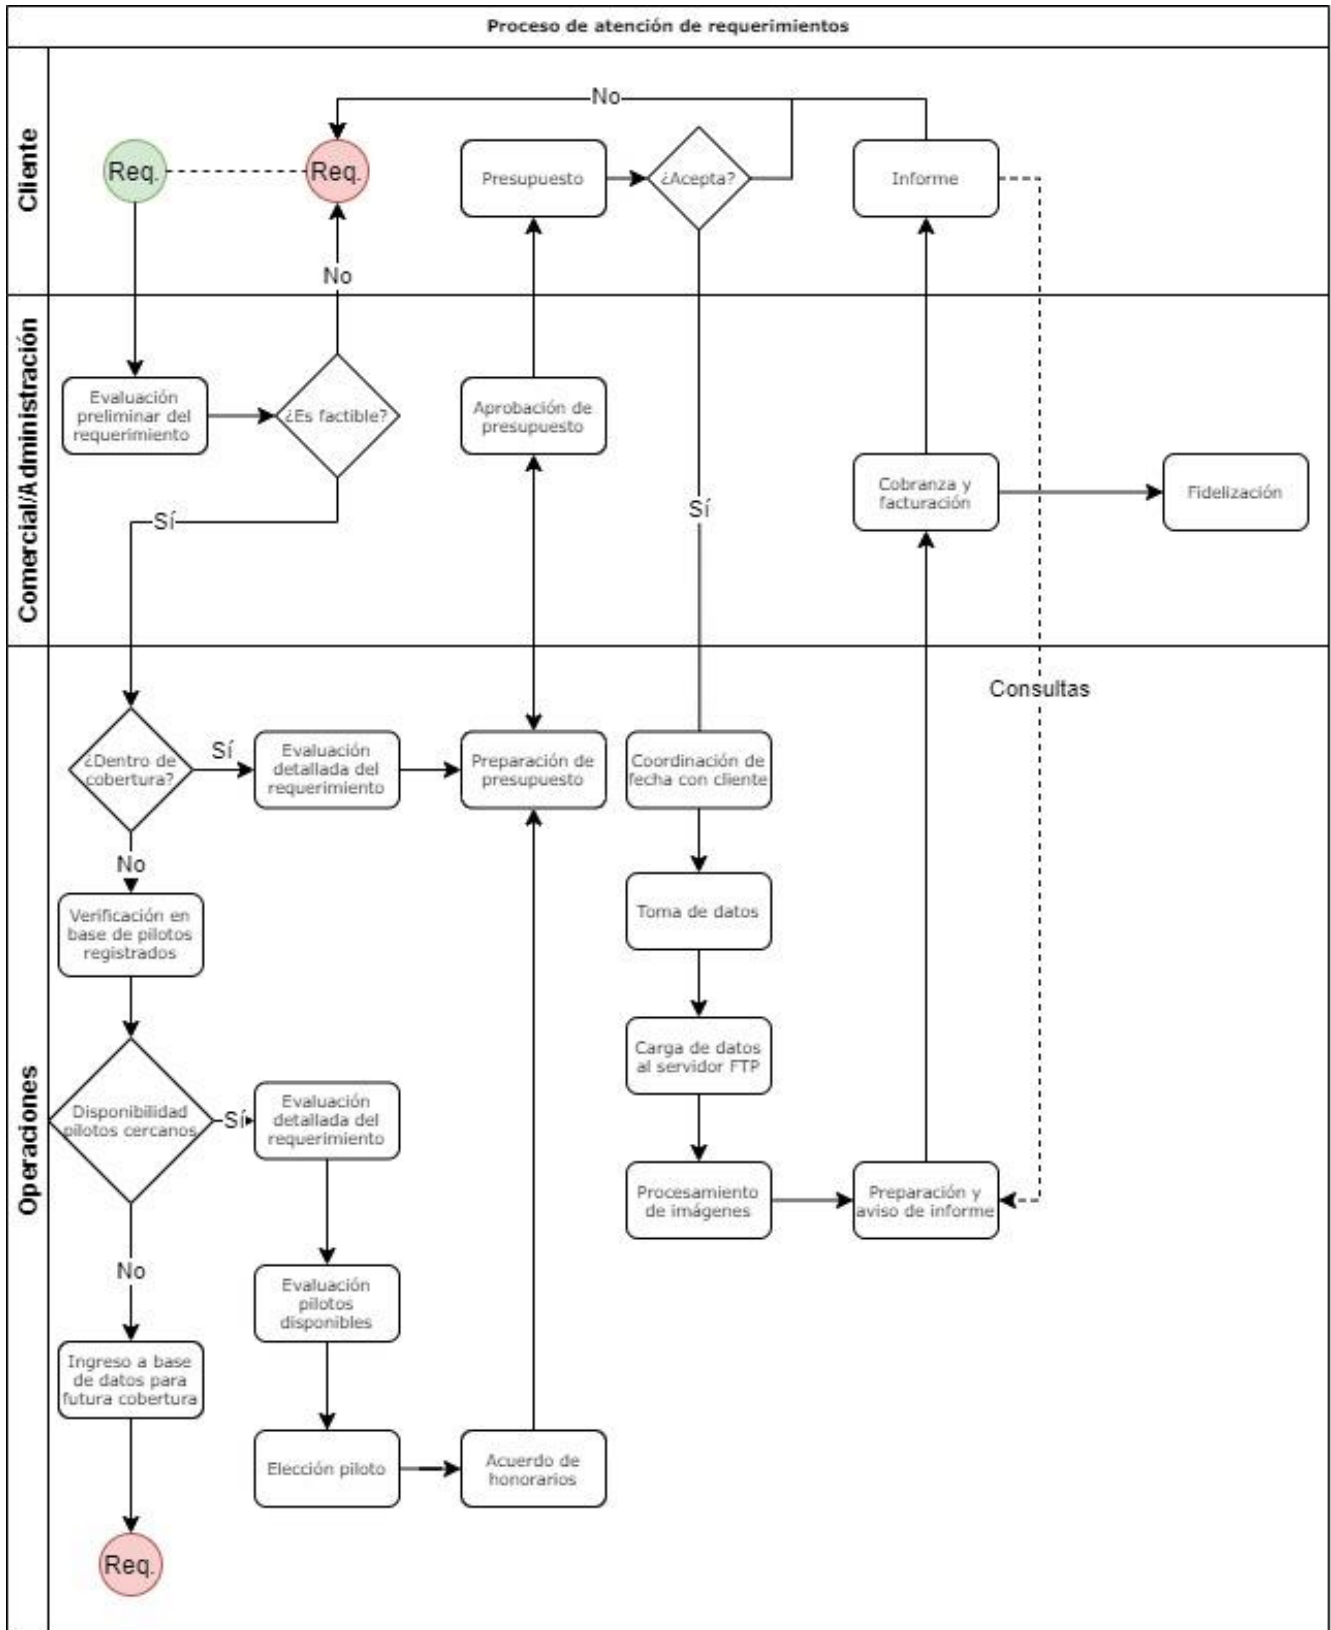 Proceso de atención de requerimientos
Cliente
No
Req.
Req.
Presupuesto
¿Acepta?
Informe
No
Comercial/Administración
Evaluación
preliminar del
requerimiento
¿Es factible?
Aprobación de
presupuesto
Sí
Sí
Cobranza y
facturación
Fidelización
Operaciones
Consultas
¿Dentro de
cobertura?
Sí
Evaluación
detallada del
requerimiento
Preparación de
presupuesto
Coordinación de
fecha con cliente
No
Verificación en
base de pilotos
registrados
Toma de datos
Carga de datos
al servidor FTP
Disponibilidad
pilotos cercanos
Sí
Evaluación
detallada del
requerimiento
Procesamiento
de imágenes
Preparación y
aviso de informe
No
Evaluación
pilotos
disponibles
Ingreso a base
de datos para
futura cobertura
Elección piloto
Acuerdo de
honorarios
Req.